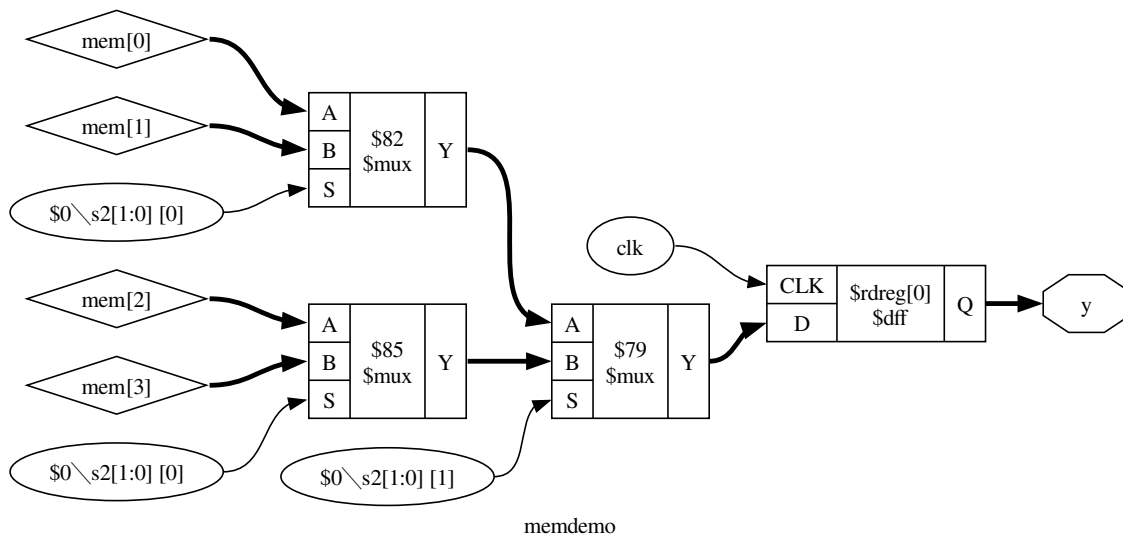 mem[0]
mem[1]
$0\s2[1:0] [0]
A
B
S
$82
$mux
Y
mem[2]
mem[3]
$0\s2[1:0] [0]
A
B
S
$85
$mux
Y
$0\s2[1:0] [1]
A
B
S
$79
$mux
Y
clk
CLK
D
$rdreg[0]
$dff
Q
y
memdemo